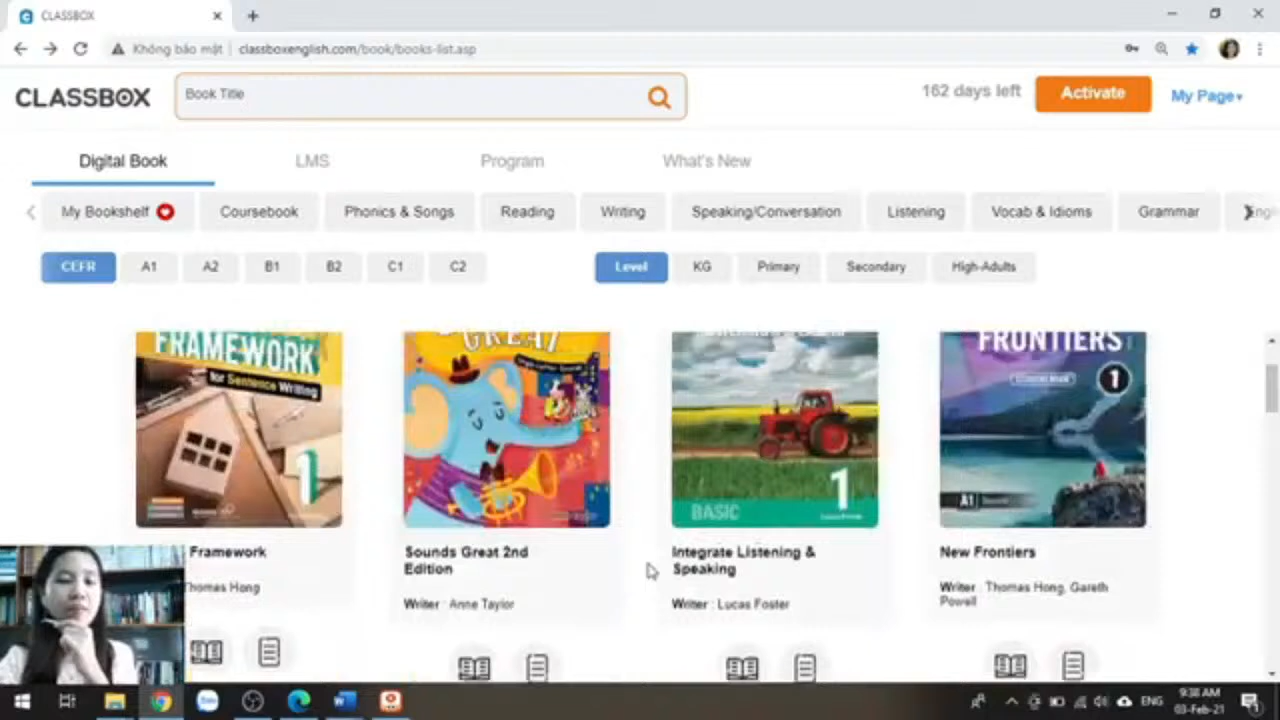 CLASSBOX
Không bảo mật | classboxenglish.com/book/books-list.asp
CLASSBOX
Book Title
162 days left
Activate
My Page
Digital Book
LMS
Program
What's New
My Bookshelf
Coursebook
Phonics & Songs
Reading
Writing
Speaking/Conversation
Listening
Vocab & Idioms
Grammar
CEFR
A1
A2
B1
B2
C1
C2
Level
KG
Primary
Secondary
High-Adults
FRAMEWORK
for Sentence Writing
1
GREAT
1
BASIC
FRONTIERS
1
A1
Framework
Thomas Hong
Sounds Great 2nd
Edition
Writer : Anne Taylor
Integrate Listening &
Speaking
Writer : Lucas Foster
New Frontiers
Writer : Thomas Hong, Gareth
Powell
ENG
9:38 AM
03-Feb-21